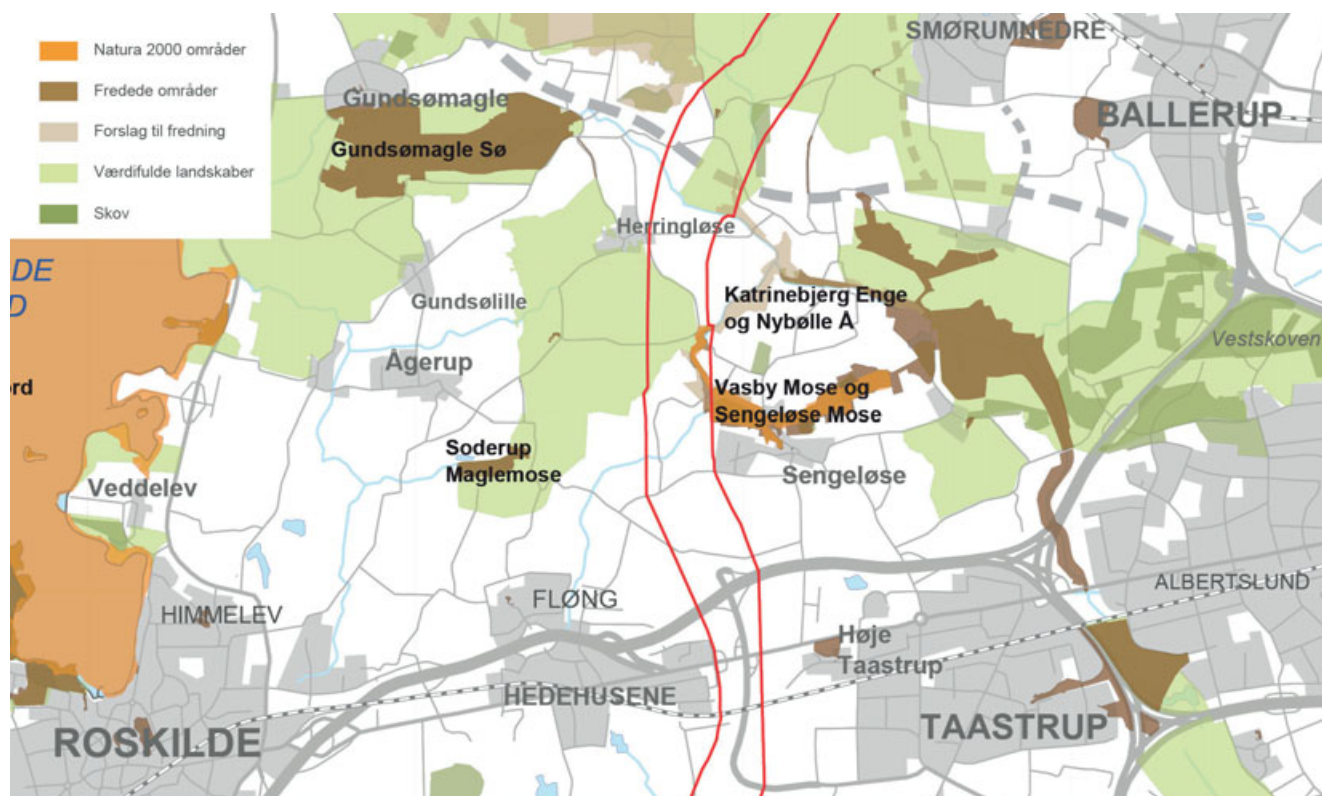 Natura 2000 områder
Fredede områder
Forslag til fredning
Værdifulde landskaber
Skov
SMØRUMNEDRE
BALLERUP
Gundsømagle
Gundsømagle Sø
Herringløse
DE
D
Gundsølille
Katrinebjerg Enge
og Nybølle Å
Vestskoven
Ågerup
ord
Vasby Mose og
Sengeløse Mose
Soderup
Maglemose
Sengeløse
Veddelev
ALBERTSLUND
FLØNG
HIMMELEV
Høje
Taastrup
HEDEHUSENE
TAASTRUP
ROSKILDE